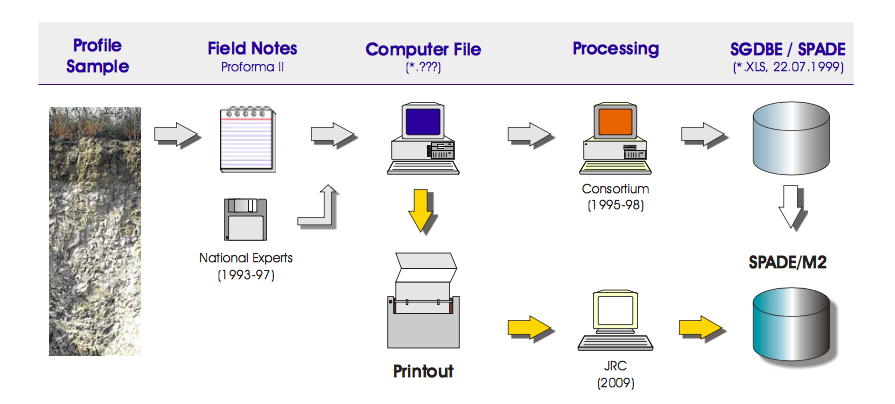 Profile
Sample
Field Notes
Proforma II
Computer File
(*.???)
Processing
SGDBE / SPADE
(*.XLS, 22.07.1999)
National Experts
(1993-97)
Consortium
(1995-98)
SPADE/M2
Printout
JRC
(2009)